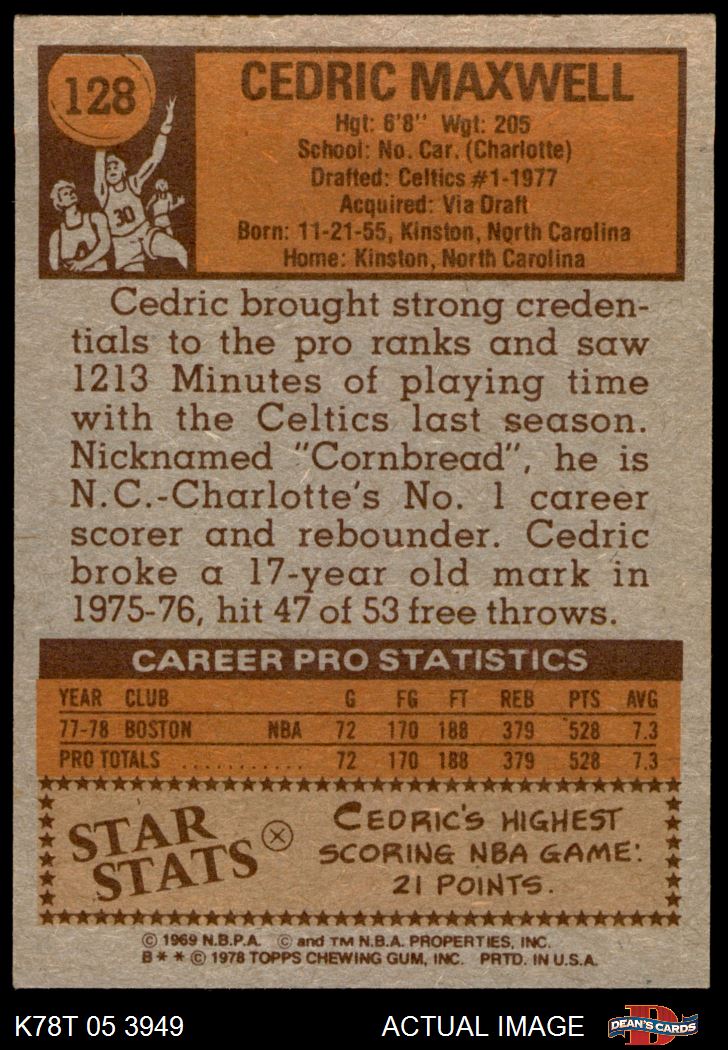 128
30
CEDRIC MAXWELL
Hgt: 6'8" Wgt: 205
School: No. Car. (Charlotte)
Drafted: Celtics #1-1977
Acquired: Via Draft
Born: 11-21-55, Kinston, North Carolina
Home: Kinston, North Carolina
Cedric brought strong creden-
tials to the pro ranks and saw
1213 Minutes of playing time
with the Celtics last season.
Nicknamed "Cornbread", he is
N.C.-Charlotte's No. 1 career
scorer and rebounder. Cedric
broke a 17-year old mark in
1975-76, hit 47 of 53 free throws.
CAREER PRO STATISTICS
YEAR CLUB G FG FT REB PTS AVG
77-78 BOSTON NBA 72 170 188 379 528 7.3
PRO TOTALS ........... 72 170 188 379 528 7.3
STAR
STATS
CEDRIC'S HIGHEST
SCORING NBA GAME:
21 POINTS.
© 1969 N.B.P.A. © and TM N.B.A. PROPERTIES, INC.
B * * © 1978 TOPPS CHEWING GUM, INC. PRTD. IN U.S.A.
K78T 05 3949 ACTUAL IMAGE D DEAN'S CARDS